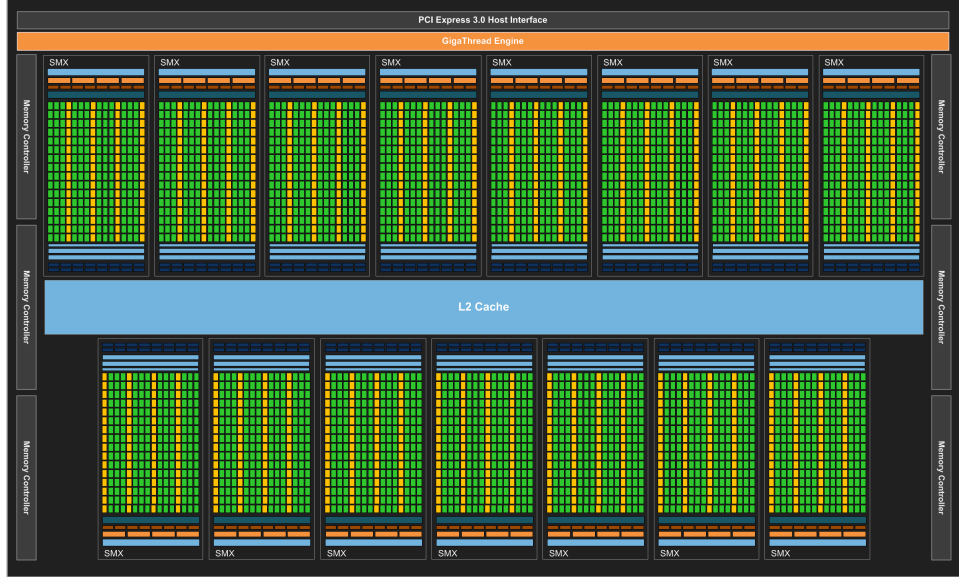 PCI Express 3.0 Host Interface
GigaThread Engine
SMX
SMX
SMX
SMX
SMX
SMX
SMX
SMX
Memory Controller
Memory Controller
Memory Controller
Memory Controller
L2 Cache
Memory Controller
Memory Controller
SMX
SMX
SMX
SMX
SMX
SMX
SMX